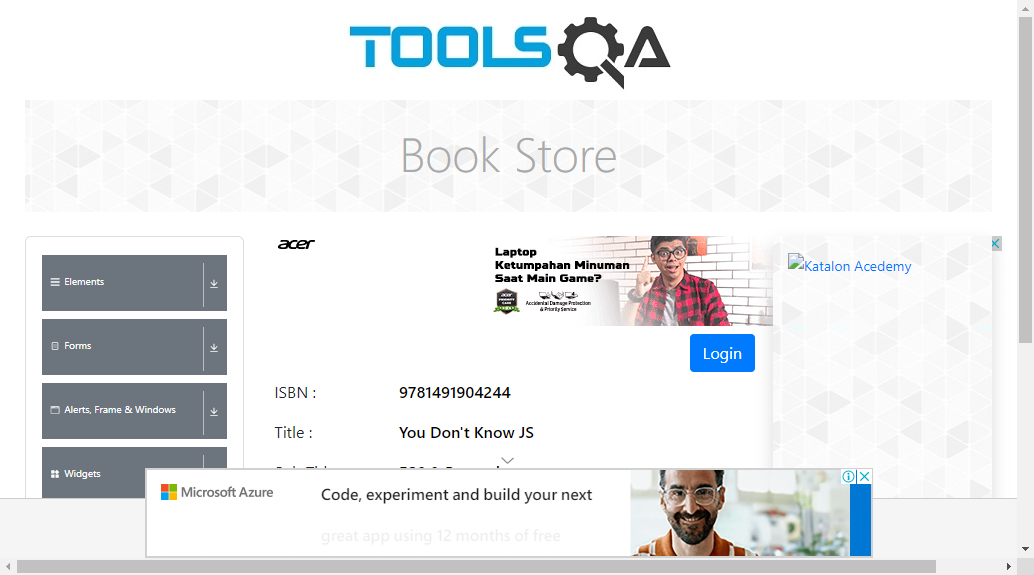 TOOLSQA
Book Store
Elements
Forms
Alerts, Frame & Windows
Widgets
acer
Laptop
Ketumpahan Minuman
Saat Main Game?
Accidental Damage Protection
& Priority Service
Katalon Acedemy
Login
ISBN :
9781491904244
Title :
You Don't Know JS
Microsoft Azure
Code, experiment and build your next
great app using 12 months of free